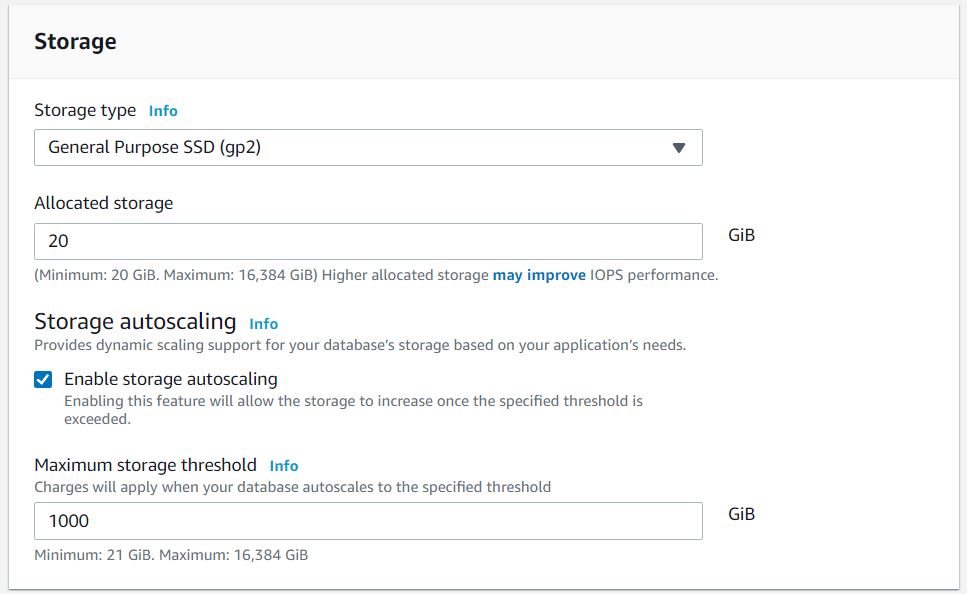 Storage
Storage type Info
General Purpose SSD (gp2)
Allocated storage
20
GiB
(Minimum: 20 GiB. Maximum: 16,384 GiB) Higher allocated storage may improve IOPS performance.
Storage autoscaling Info
Provides dynamic scaling support for your database's storage based on your application's needs.
Enable storage autoscaling
Enabling this feature will allow the storage to increase once the specified threshold is
exceeded.
Maximum storage threshold Info
Charges will apply when your database autoscales to the specified threshold
1000
GiB
Minimum: 21 GiB. Maximum: 16,384 GiB